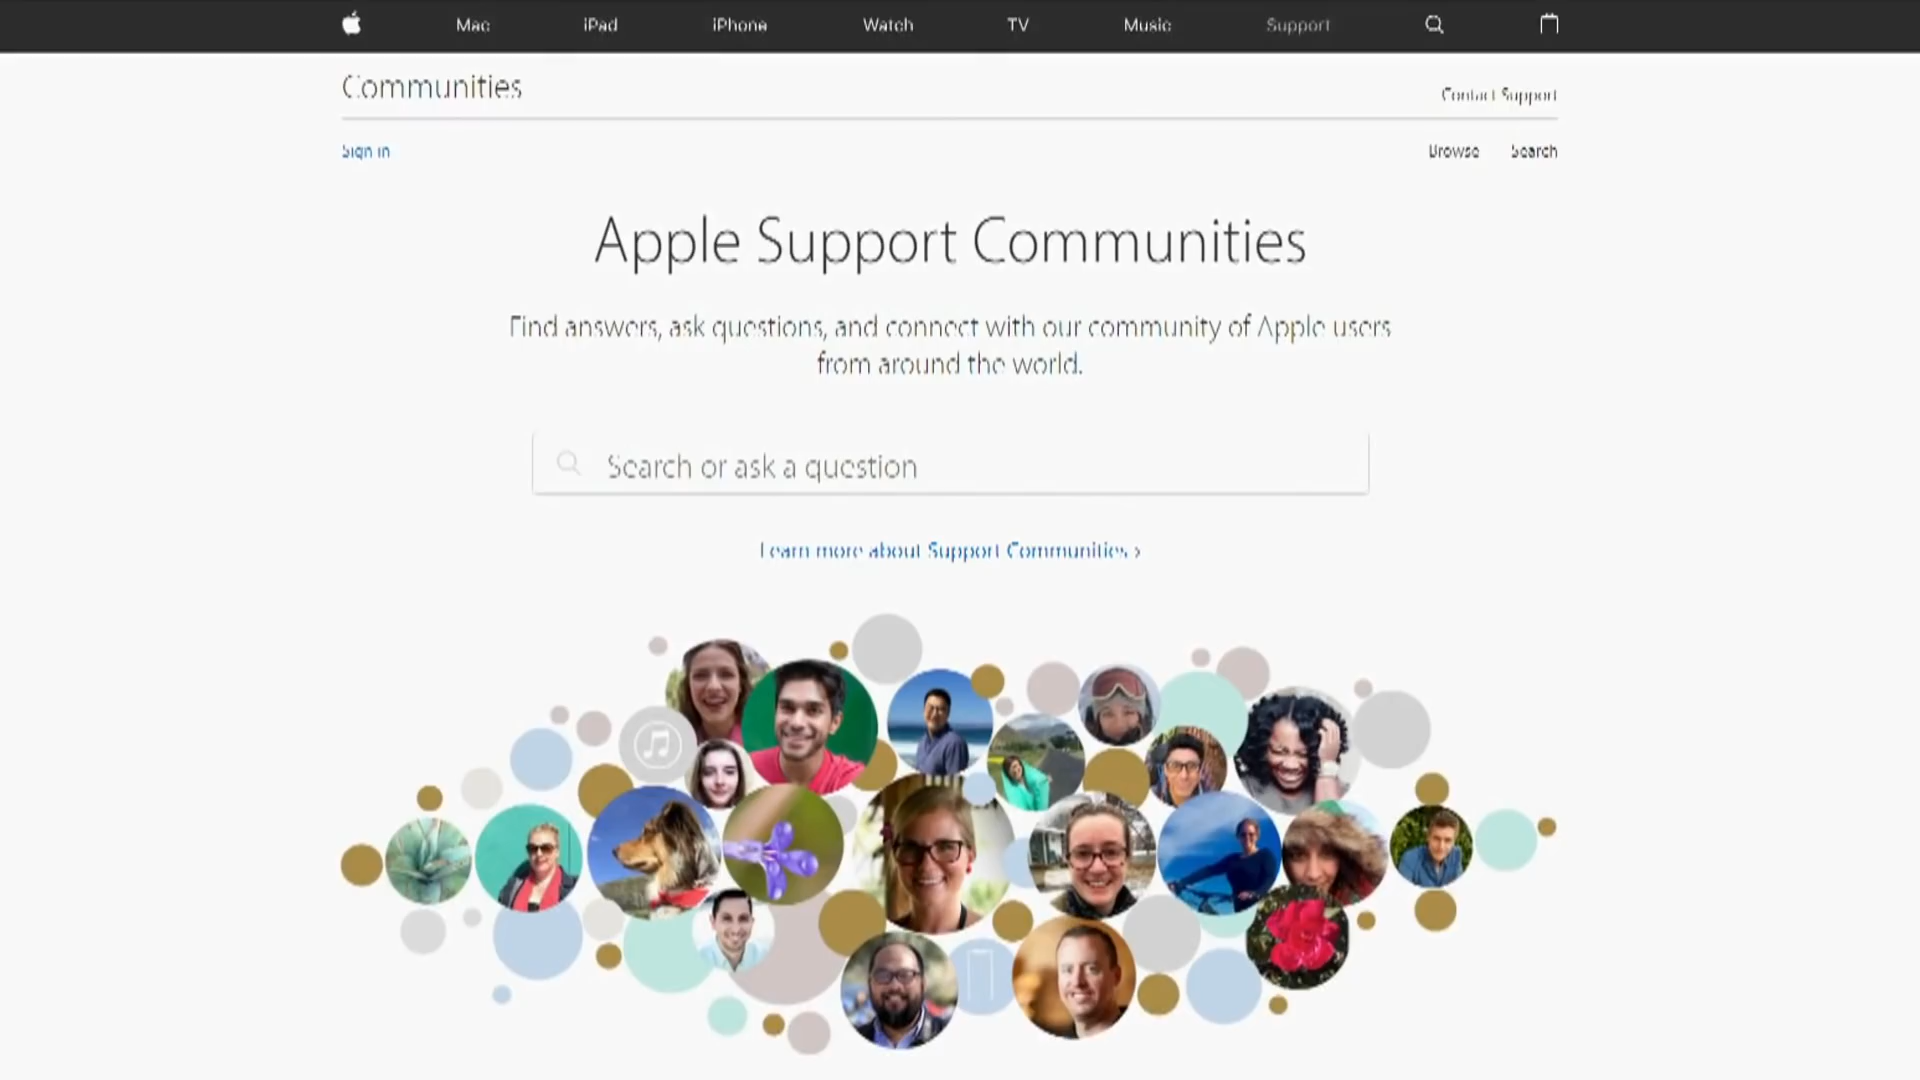 Mac iPad iPhone Watch TV Music Support
Communities
Contact Support
Sign in
Browse Search
Apple Support Communities
Find answers, ask questions, and connect with our community of Apple users
from around the world.
Search or ask a question
Learn more about Support Communities ›